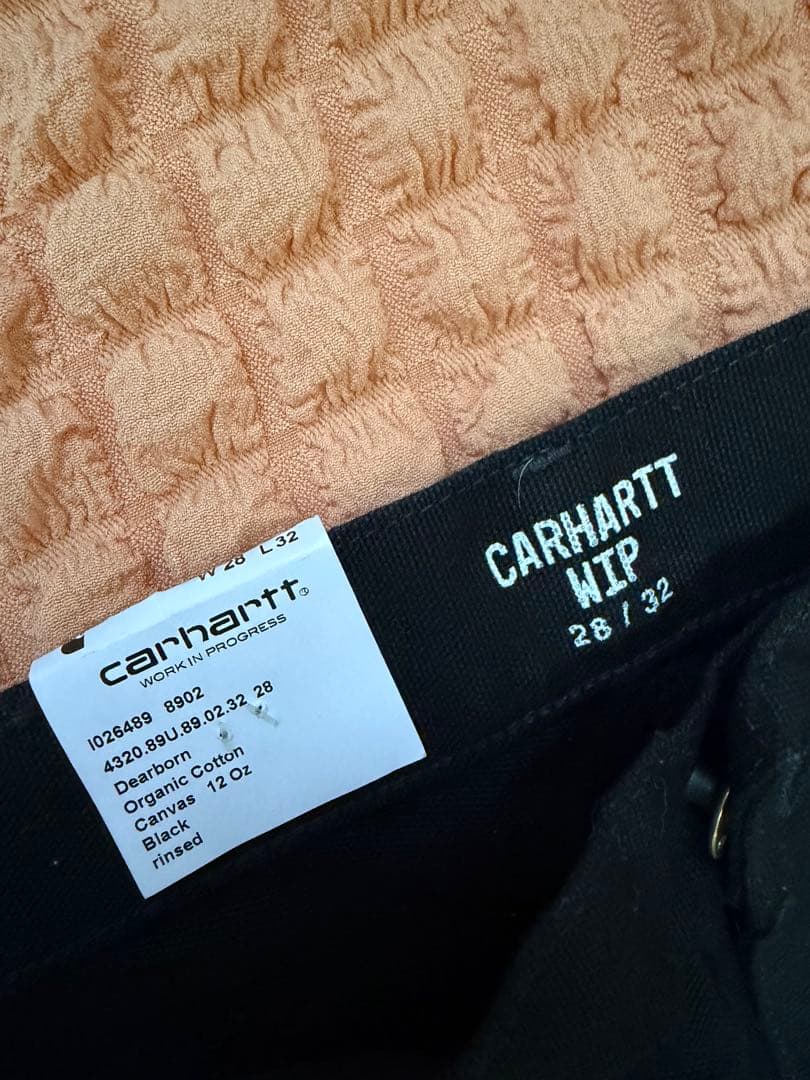 W 28 L 32
carhartt®
WORK IN PROGRESS
I026489 8902
4320.89U.89.02.32 28
Dearborn
Organic Cotton
Canvas 12 Oz
Black
rinsed
CARHARTT
WIP
28 / 32